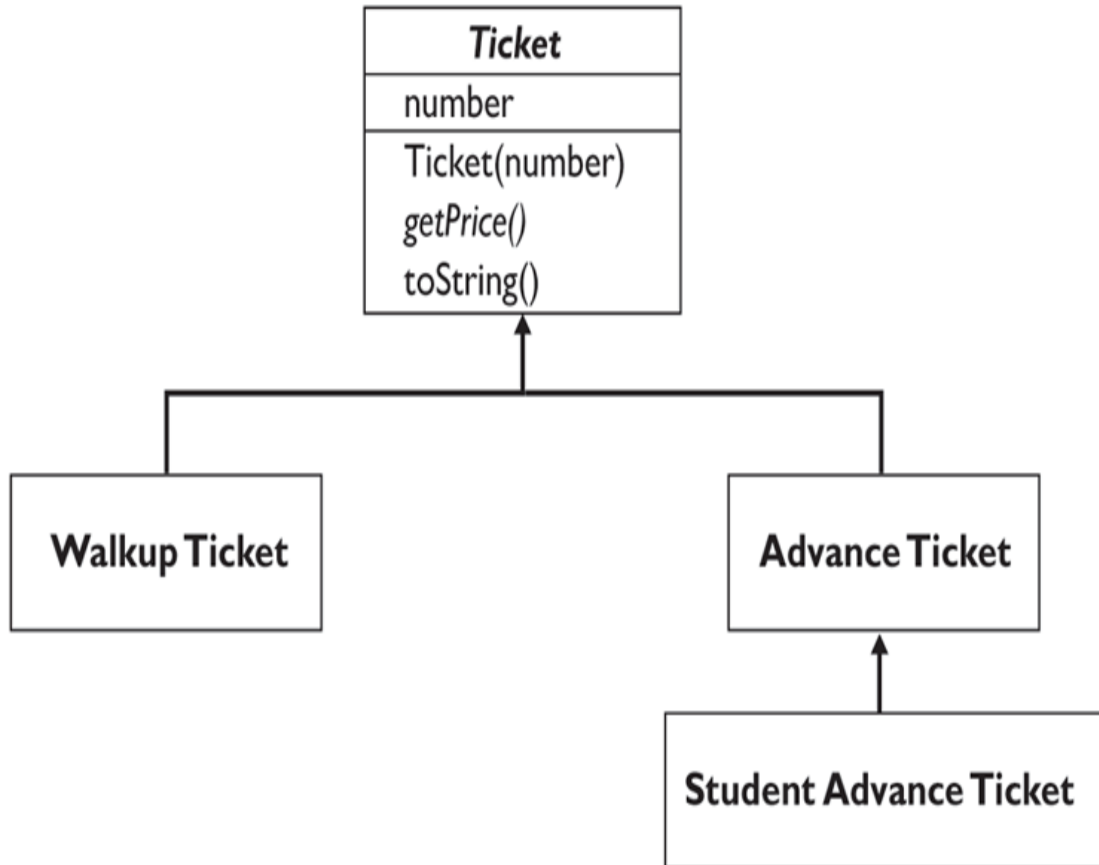 Ticket
number
Ticket(number)
getPrice()
toString()
Walkup Ticket
Advance Ticket
Student Advance Ticket